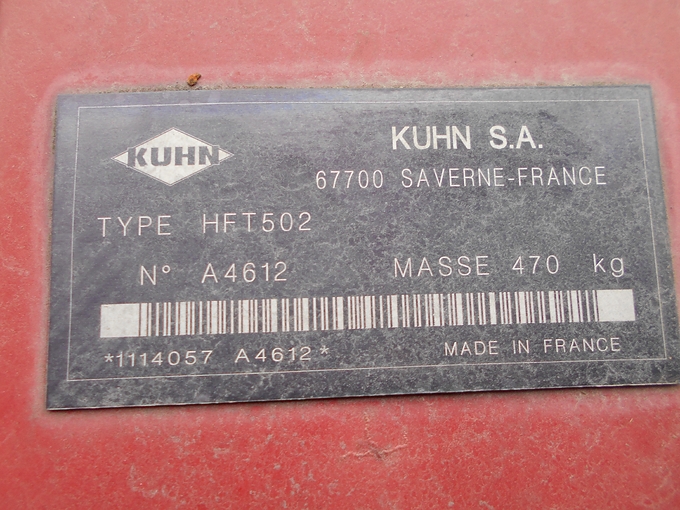 KUHN
KUHN S.A.
67700 SAVERNE-FRANCE
TYPE HFT502
N° A4612 MASSE 470 kg
*1114057 A4612*
MADE IN FRANCE